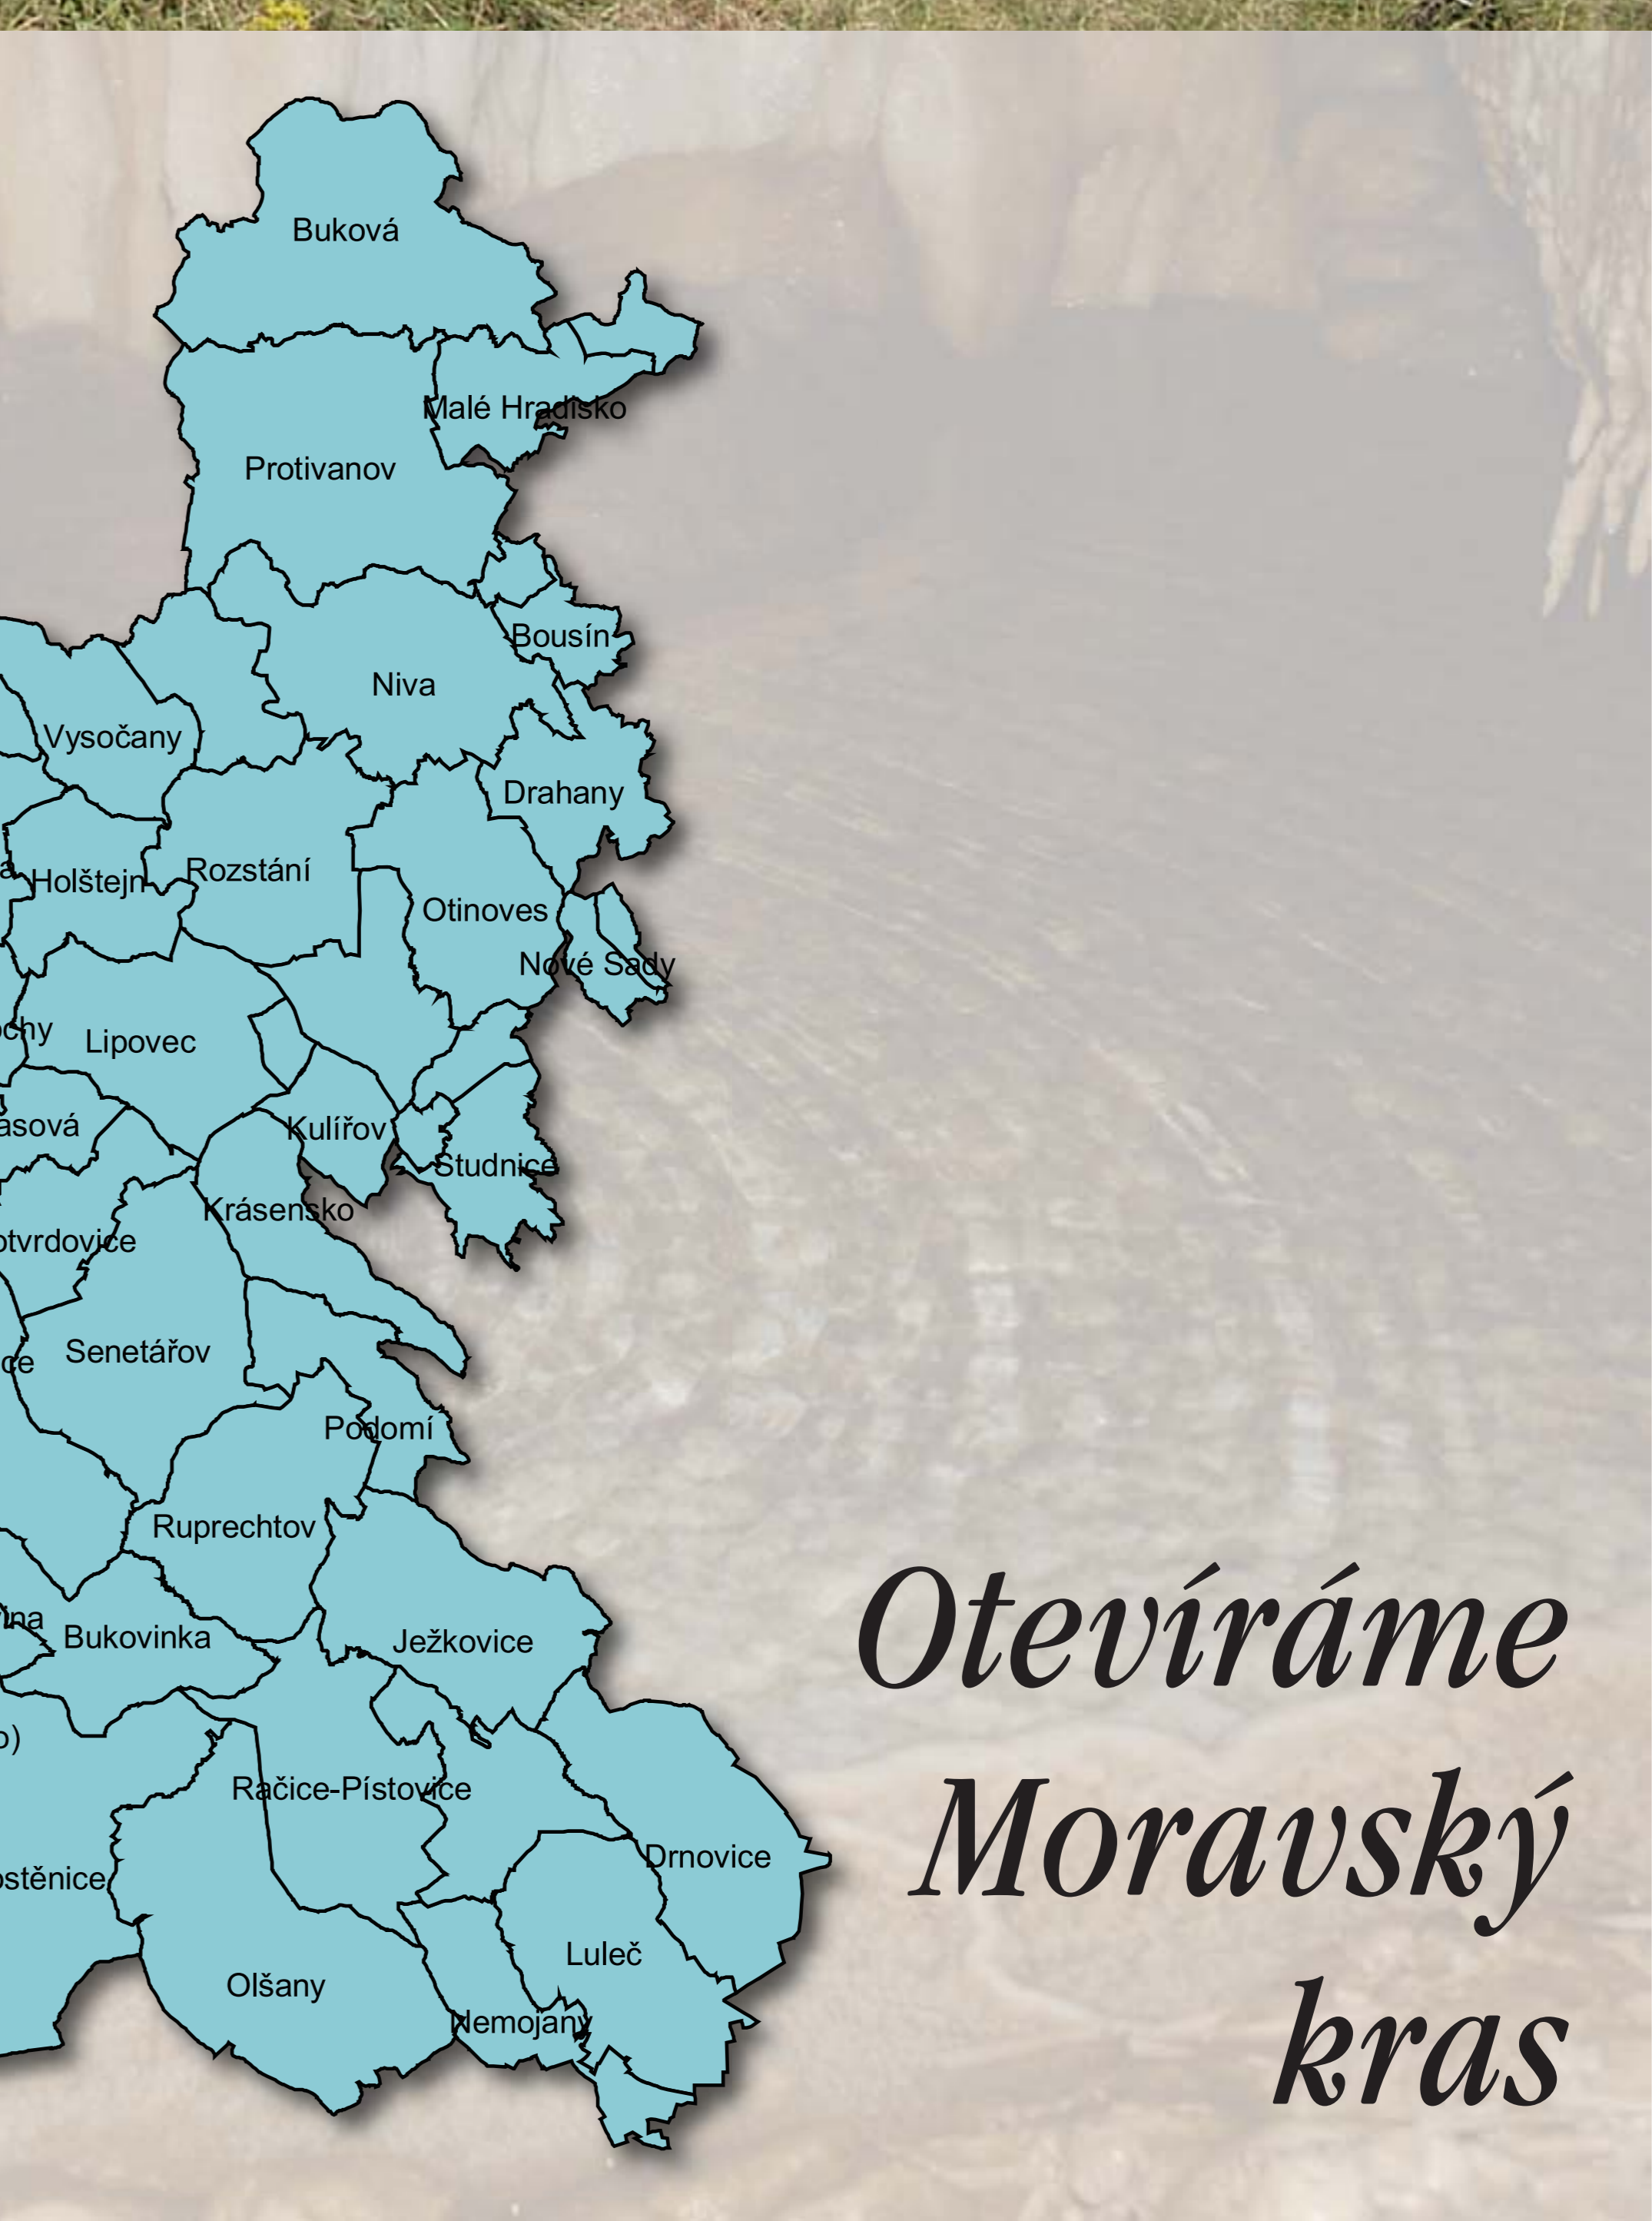 Buková
Malé Hradisko
Protivanov
Bousín
Niva
Vysočany
Drahany
Rozstání
Holštejn
Otinoves
Nové Sady
Lipovec
Kulířov
Studnice
Krásensko
Senetářov
Podomí
Ruprechtov
Bukovinka
Ježkovice
Račice-Pístovice
Drnovice
Luleč
Olšany
Nemojany
Otevíráme
Moravský
kras